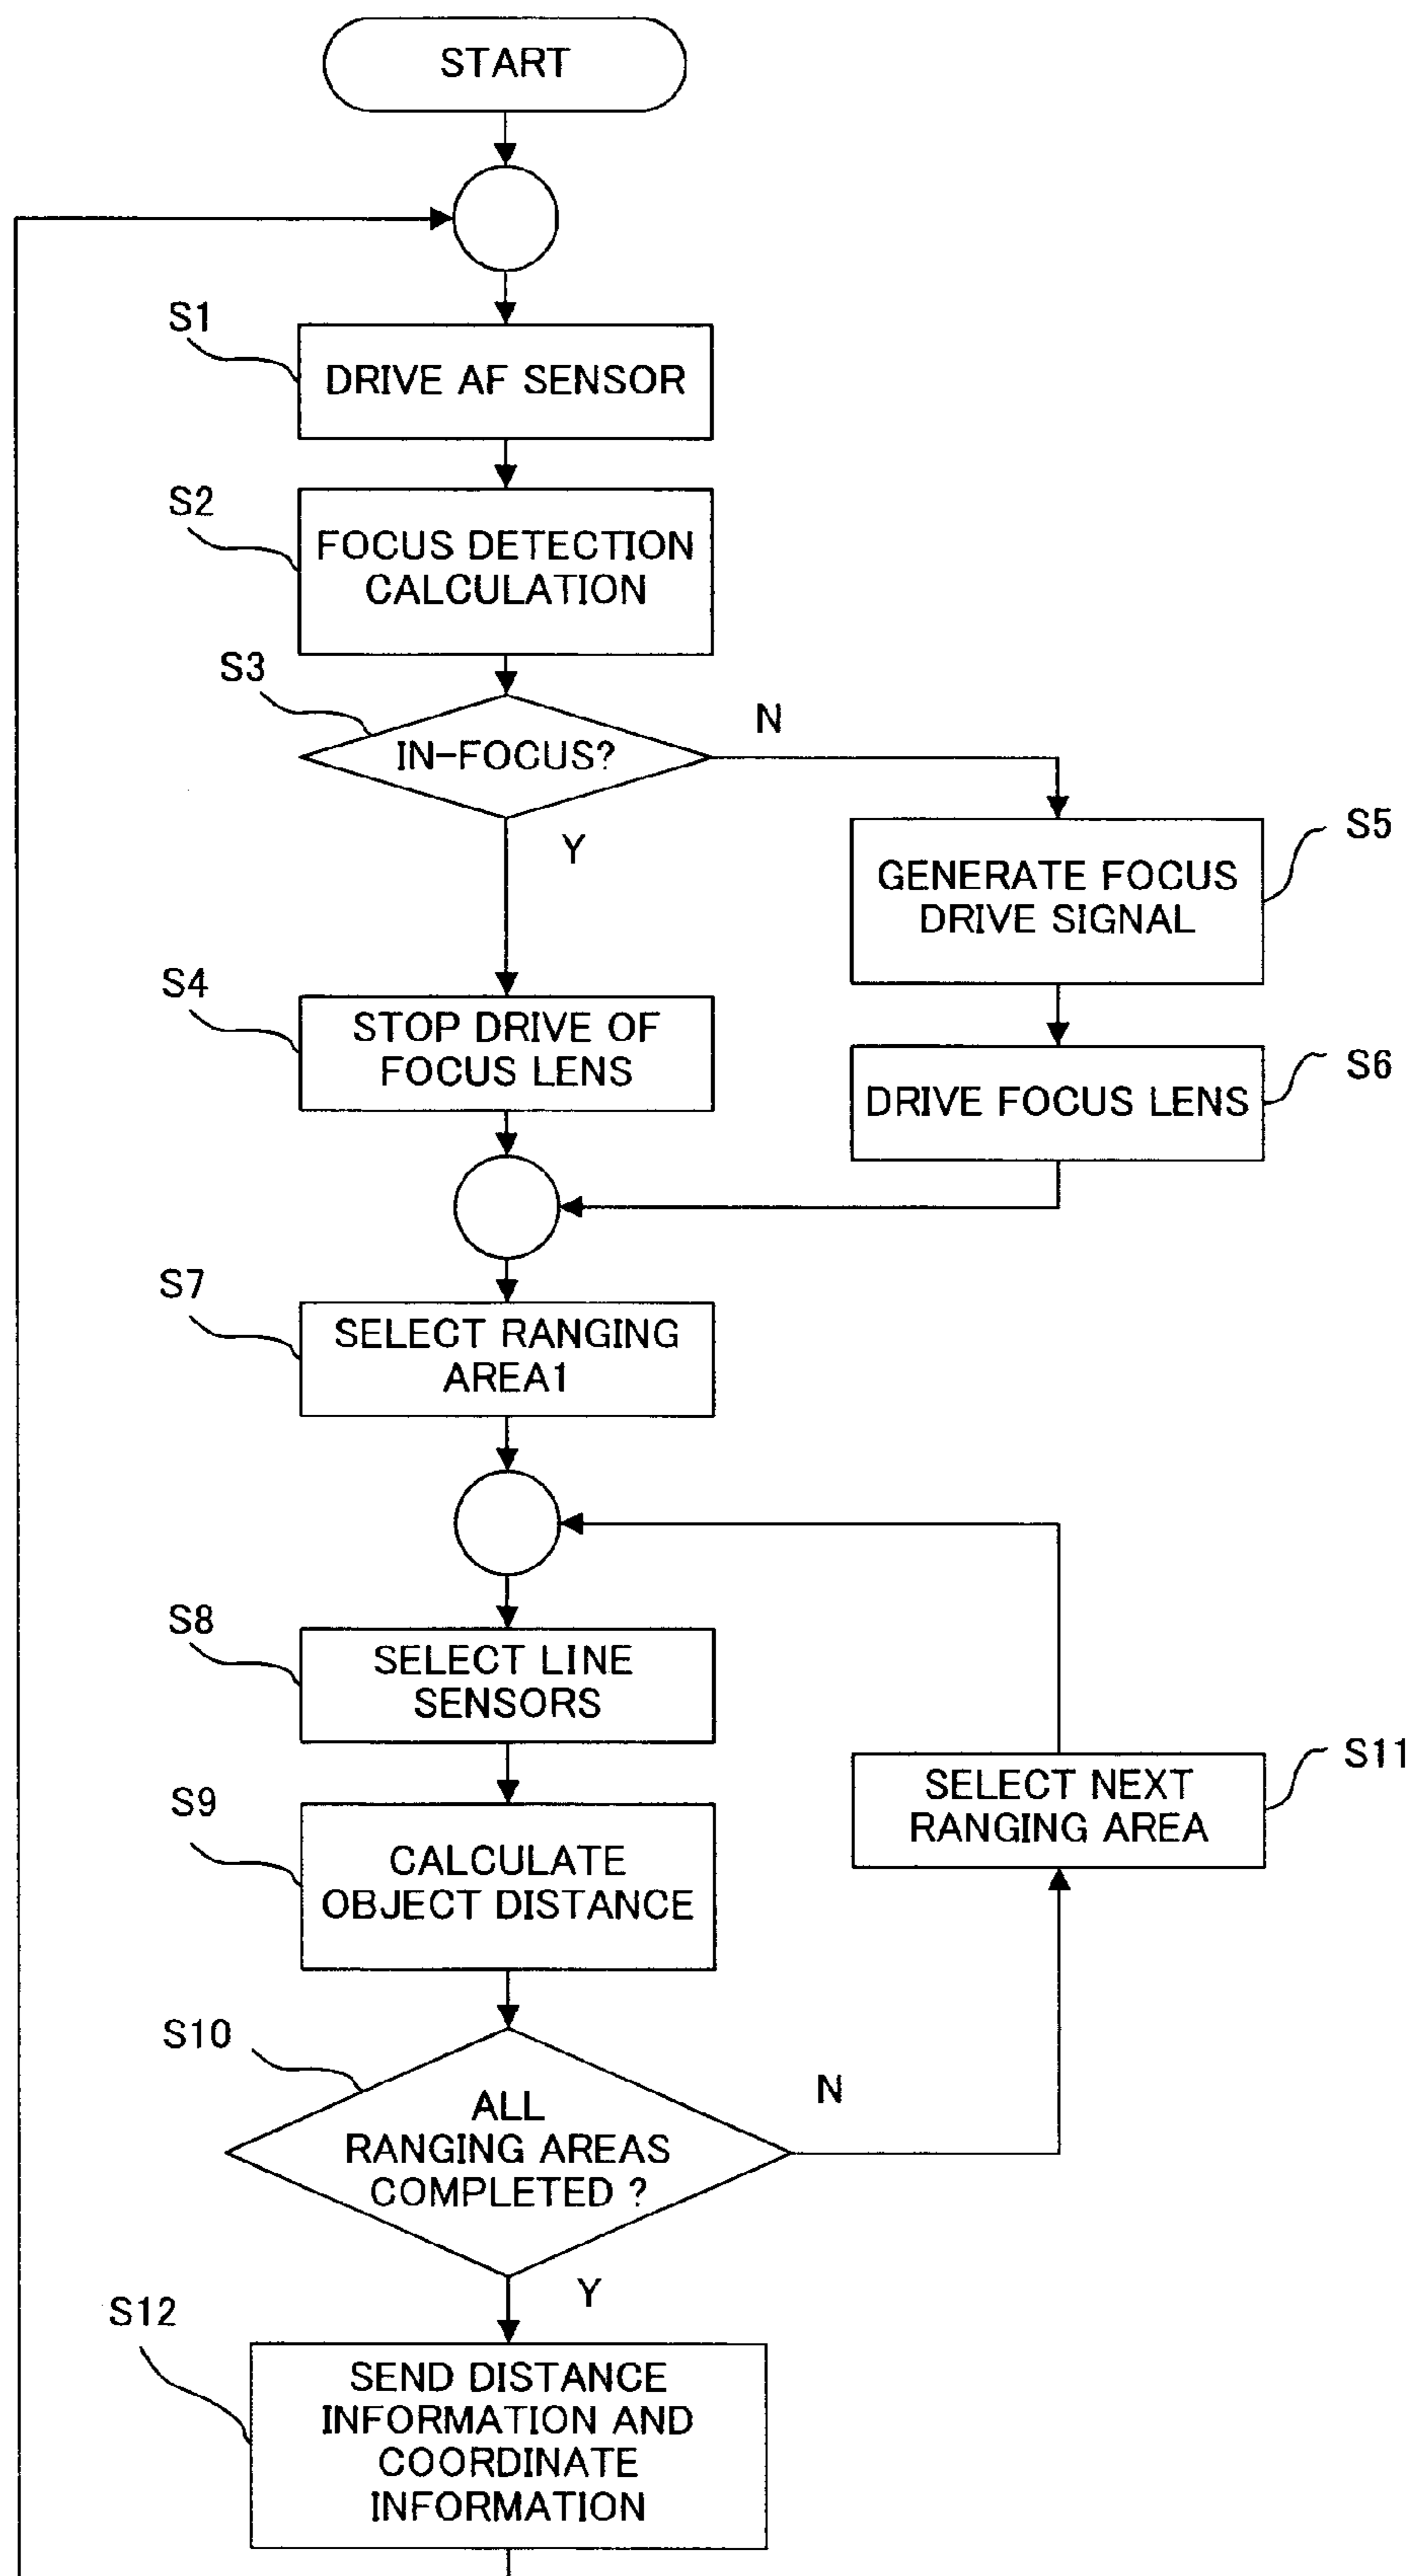 START
S1
DRIVE AF SENSOR
S2
FOCUS DETECTION
CALCULATION
S3
IN-FOCUS?
N
Y
S5
GENERATE FOCUS
DRIVE SIGNAL
S4
STOP DRIVE OF
FOCUS LENS
S6
DRIVE FOCUS LENS
S7
SELECT RANGING
AREA1
S8
SELECT LINE
SENSORS
S9
CALCULATE
OBJECT DISTANCE
S11
SELECT NEXT
RANGING AREA
S10
ALL
RANGING AREAS
COMPLETED ?
N
Y
S12
SEND DISTANCE
INFORMATION AND
COORDINATE
INFORMATION